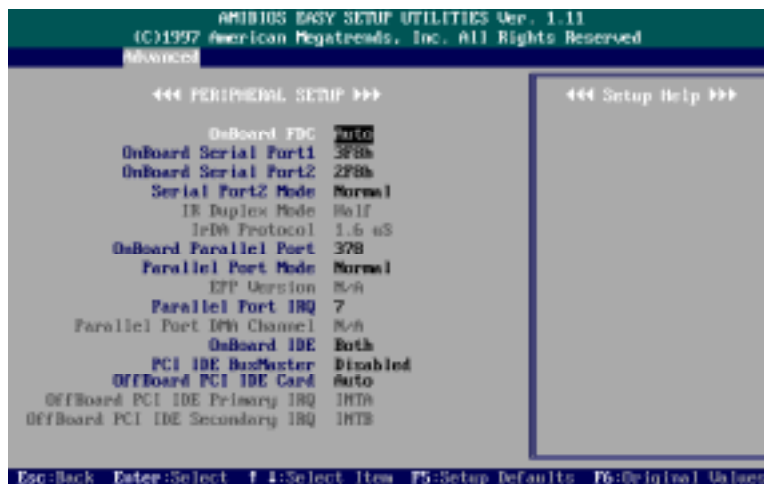 AMIBIOS EASY SETUP UTILITIES Ver. 1.11
(C)1997 American Megatrends, Inc. All Rights Reserved
Advanced
PERIPHERAL SETUP
Setup Help
OnBoard FDC Auto
OnBoard Serial Port1 3F8h
OnBoard Serial Port2 2F8h
Serial Port2 Mode Normal
IR Duplex Mode Half
IrDA Protocol 1.6 uS
OnBoard Parallel Port 378
Parallel Port Mode Normal
EPP Version N/A
Parallel Port IRQ 7
Parallel Port DMA Channel N/A
OnBoard IDE Both
PCI IDE BusMaster Disabled
OffBoard PCI IDE Card Auto
OffBoard PCI IDE Primary IRQ INTA
OffBoard PCI IDE Secondary IRQ INTB
Esc:Back Enter:Select ↑ ↓:Select Item F5:Setup Defaults F6:Original Values